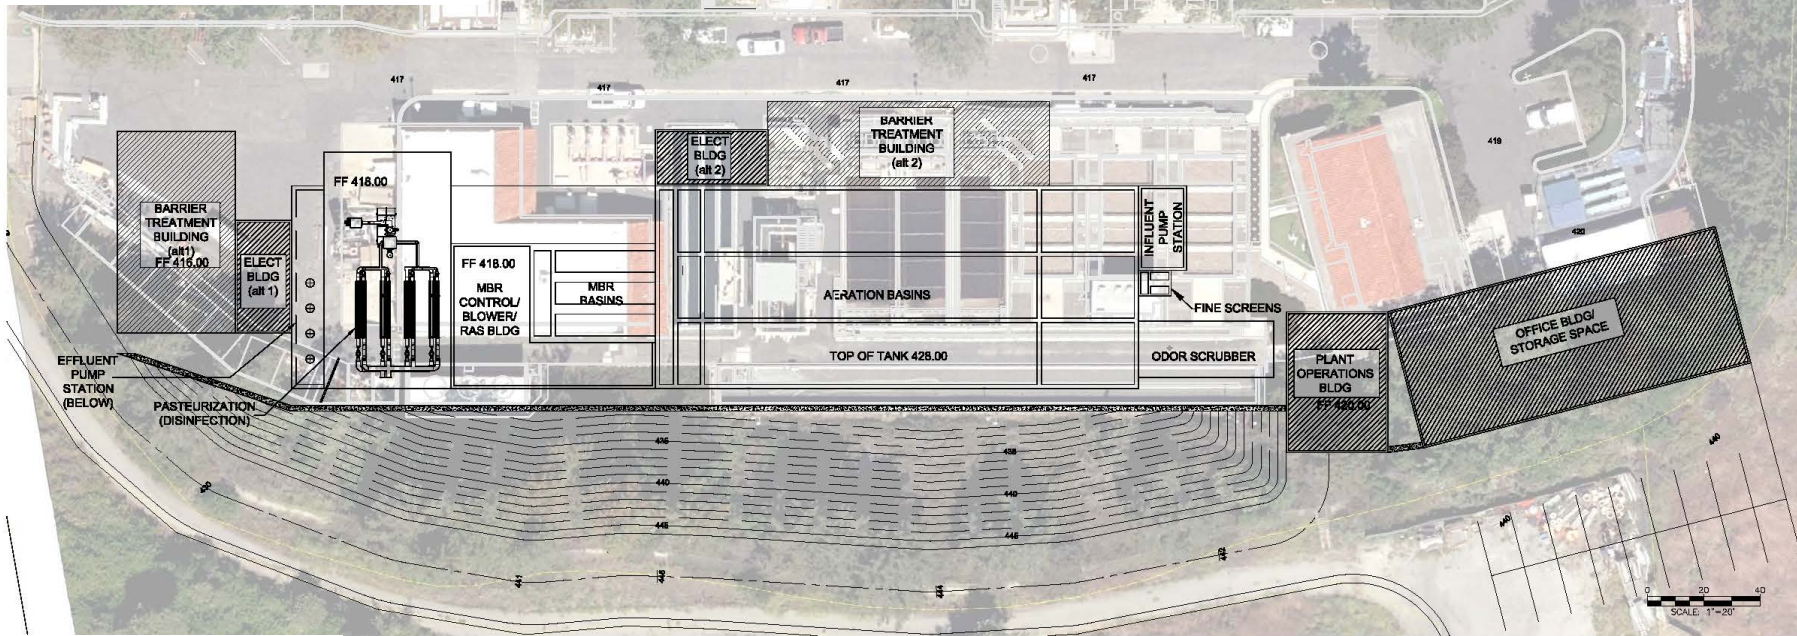 417
417
417
417
419
420
BARRIER
TREATMENT
BUILDING
(alt1)
FF 416.00
ELECT
BLDG
(alt 1)
FF 418.00
FF 418.00
MBR
CONTROL/
BLOWER/
RAS BLDG
MBR
BASINS
ELECT
BLDG
(alt 2)
BARRIER
TREATMENT
BUILDING
(alt 2)
AERATION BASINS
TOP OF TANK 428.00
INFLUENT
PUMP
STATION
FINE SCREENS
ODOR SCRUBBER
PLANT
OPERATIONS
BLDG
FF 420.00
OFFICE BLDG/
STORAGE SPACE
EFFLUENT
PUMP
STATION
(BELOW)
PASTEURIZATION
(DISINFECTION)
435
440
445
435
440
445
430
441
440
440
0 20 40
SCALE: 1"=20'